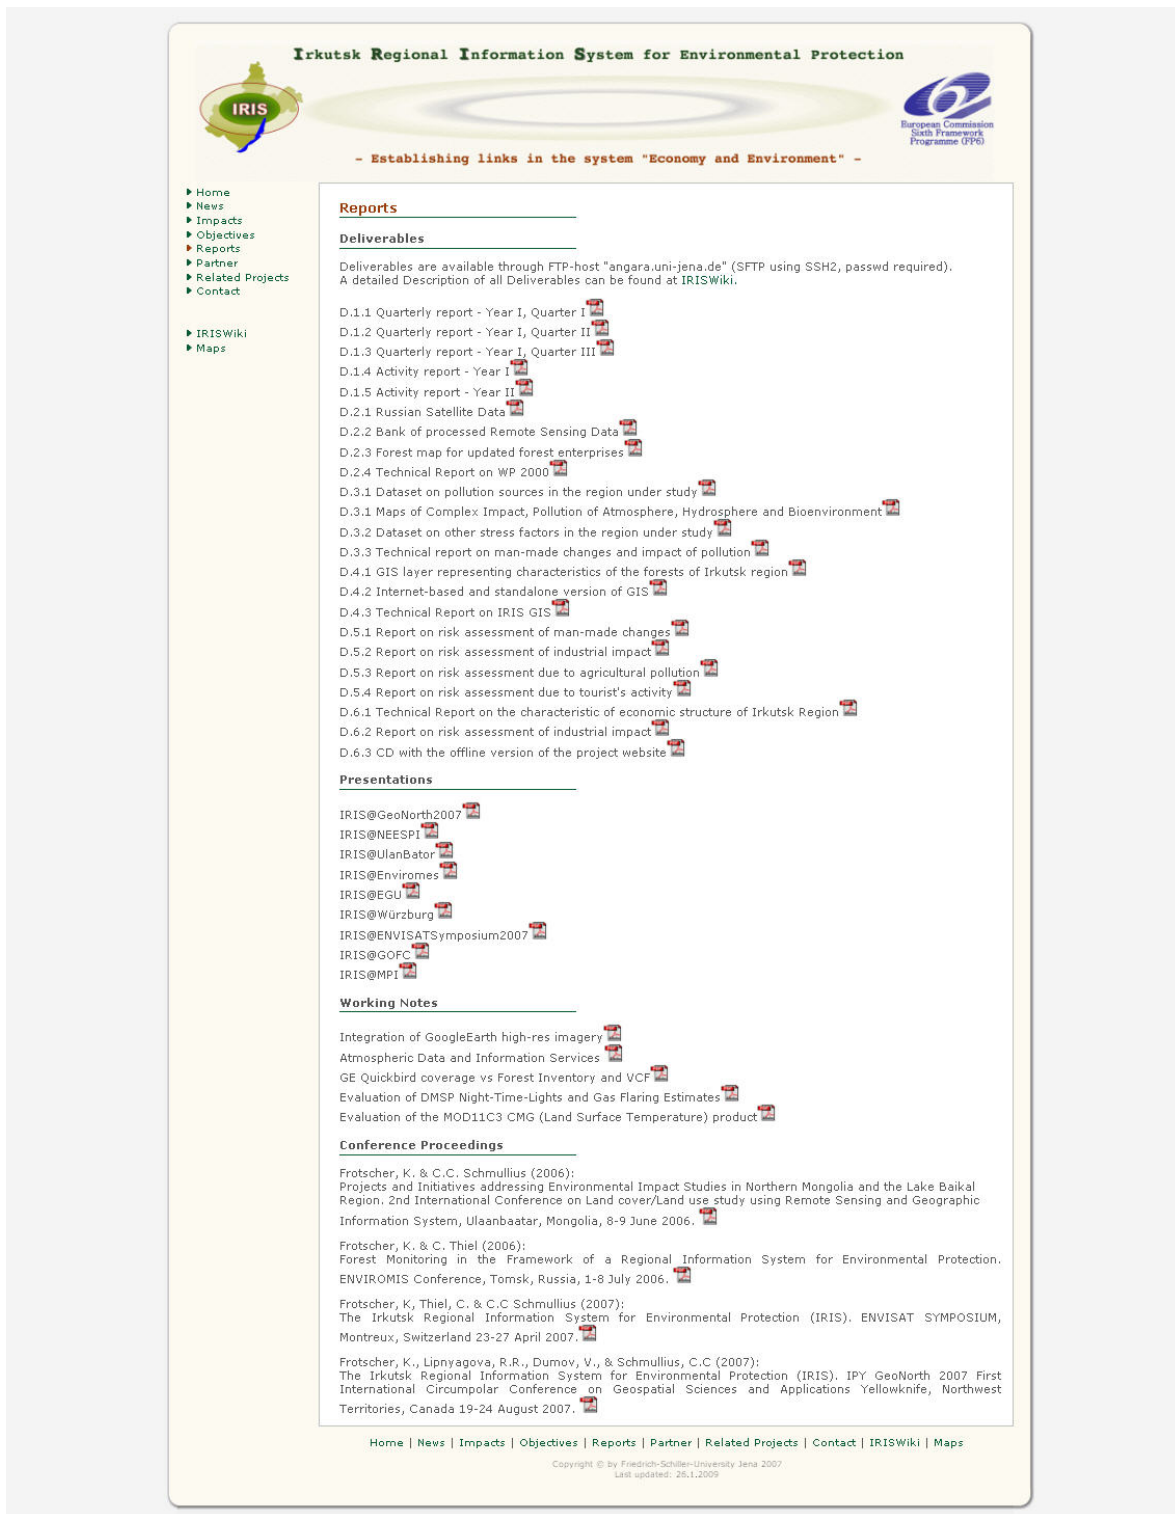 Irkutsk Regional Information System for Environmental Protection
IRIS
European Commission
Sixth Framework
Programme (FP6)
- Establishing links in the system "Economy and Environment" -
Home
News
Impacts
Objectives
Reports
Partner
Related Projects
Contact
IRISWiki
Maps
Reports
Deliverables
Deliverables are available through FTP-host "angara.uni-jena.de" (SFTP using SSH2, passwd required).
A detailed Description of all Deliverables can be found at IRISWiki.
D.1.1 Quarterly report - Year I, Quarter I
D.1.2 Quarterly report - Year I, Quarter II
D.1.3 Quarterly report - Year I, Quarter III
D.1.4 Activity report - Year I
D.1.5 Activity report - Year II
D.2.1 Russian Satellite Data
D.2.2 Bank of processed Remote Sensing Data
D.2.3 Forest map for updated forest enterprises
D.2.4 Technical Report on WP 2000
D.3.1 Dataset on pollution sources in the region under study
D.3.1 Maps of Complex Impact, Pollution of Atmosphere, Hydrosphere and Bioenvironment
D.3.2 Dataset on other stress factors in the region under study
D.3.3 Technical report on man-made changes and impact of pollution
D.4.1 GIS layer representing characteristics of the forests of Irkutsk region
D.4.2 Internet-based and standalone version of GIS
D.4.3 Technical Report on IRIS GIS
D.5.1 Report on risk assessment of man-made changes
D.5.2 Report on risk assessment of industrial impact
D.5.3 Report on risk assessment due to agricultural pollution
D.5.4 Report on risk assessment due to tourist's activity
D.6.1 Technical Report on the characteristic of economic structure of Irkutsk Region
D.6.2 Report on risk assessment of industrial impact
D.6.3 CD with the offline version of the project website
Presentations
IRIS@GeoNorth2007
IRIS@NEESPI
IRIS@UlanBator
IRIS@Enviromes
IRIS@EGU
IRIS@Würzburg
IRIS@ENVISATSymposium2007
IRIS@GOFC
IRIS@MPI
Working Notes
Integration of GoogleEarth high-res imagery
Atmospheric Data and Information Services
GE Quickbird coverage vs Forest Inventory and VCF
Evaluation of DMSP Night-Time-Lights and Gas Flaring Estimates
Evaluation of the MOD11C3 CMG (Land Surface Temperature) product
Conference Proceedings
Frotscher, K. & C.C. Schmullius (2006):
Projects and Initiatives addressing Environmental Impact Studies in Northern Mongolia and the Lake Baikal
Region. 2nd International Conference on Land cover/Land use study using Remote Sensing and Geographic
Information System, Ulaanbaatar, Mongolia, 8-9 June 2006.
Frotscher, K. & C. Thiel (2006):
Forest Monitoring in the Framework of a Regional Information System for Environmental Protection.
ENVIROMIS Conference, Tomsk, Russia, 1-8 July 2006.
Frotscher, K, Thiel, C. & C.C Schmullius (2007):
The Irkutsk Regional Information System for Environmental Protection (IRIS). ENVISAT SYMPOSIUM,
Montreux, Switzerland 23-27 April 2007.
Frotscher, K., Lipnyagova, R.R., Dumov, V., & Schmullius, C.C (2007):
The Irkutsk Regional Information System for Environmental Protection (IRIS). IPY GeoNorth 2007 First
International Circumpolar Conference on Geospatial Sciences and Applications Yellowknife, Northwest
Territories, Canada 19-24 August 2007.
Home | News | Impacts | Objectives | Reports | Partner | Related Projects | Contact | IRISWiki | Maps
Copyright © by Friedrich-Schiller-University Jena 2007
Last updated: 26.1.2009